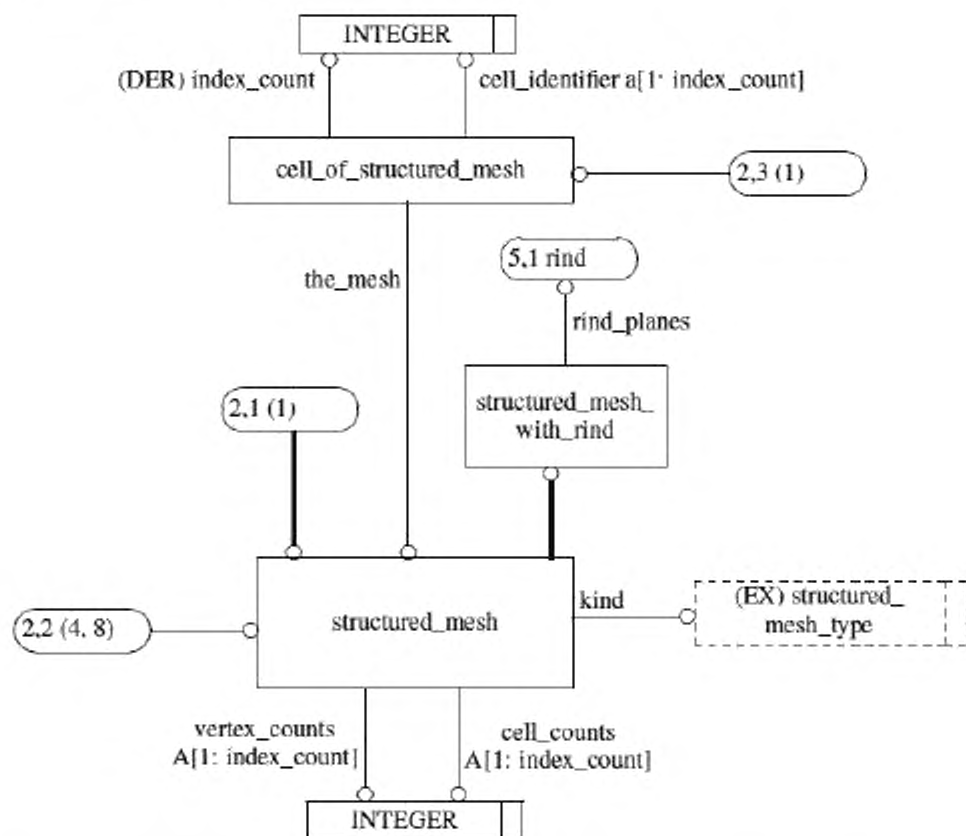 INTEGER
(DER) index_count
cell_identifier a[1: index_count]
cell_of_structured_mesh
2,3 (1)
5,1 rind
the_mesh
rind_planes
2,1 (1)
structured_mesh_
with_rind
kind
(EX) structured_
mesh_type
2,2 (4, 8)
structured_mesh
vertex_counts
A[1: index_count]
cell_counts
A[1: index_count]
INTEGER